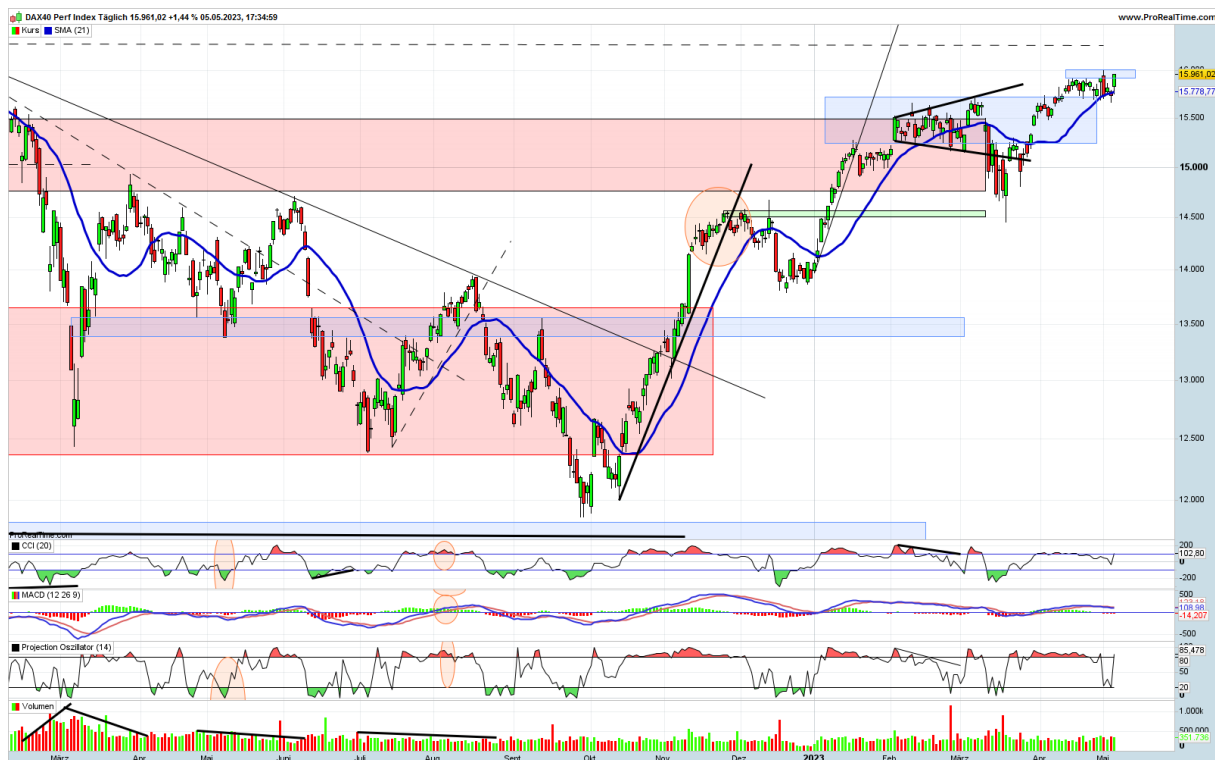 DAX40 Perf Index Täglich 15.961,02 +1,44 % 05.05.2023, 17:34:59
www.ProRealTime.com
Kurs SMA (21)
15.961,02
15.778,77
15.500
15.000
14.500
14.000
13.500
13.000
12.500
12.000
CCI (20)
200
102,80
0
-200
MACD (12 26 9)
500
108,98
-14,207
-500
Projection Oszillator (14)
85,478
80
50
20
Volumen
1.000k
500.000
351.736
0
März Apr Mai Juni Juli Aug Sept Okt Nov Dez 2023 Feb März Apr Mai